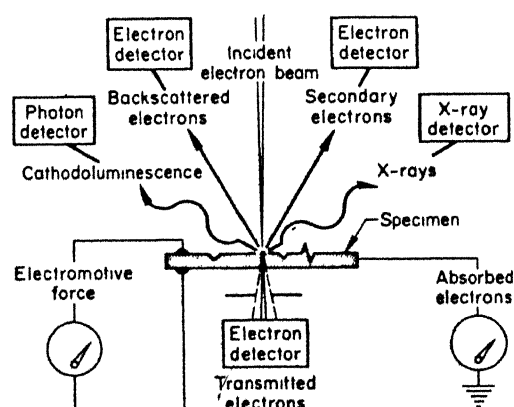 Electron
detector
Incident
electron beam
Electron
detector
Backscattered
electrons
Secondary
electrons
Photon
detector
X-ray
detector
Cathodoluminescence
X-rays
Specimen
Electromotive
force
Absorbed
electrons
Electron
detector
Transmitted
electrons